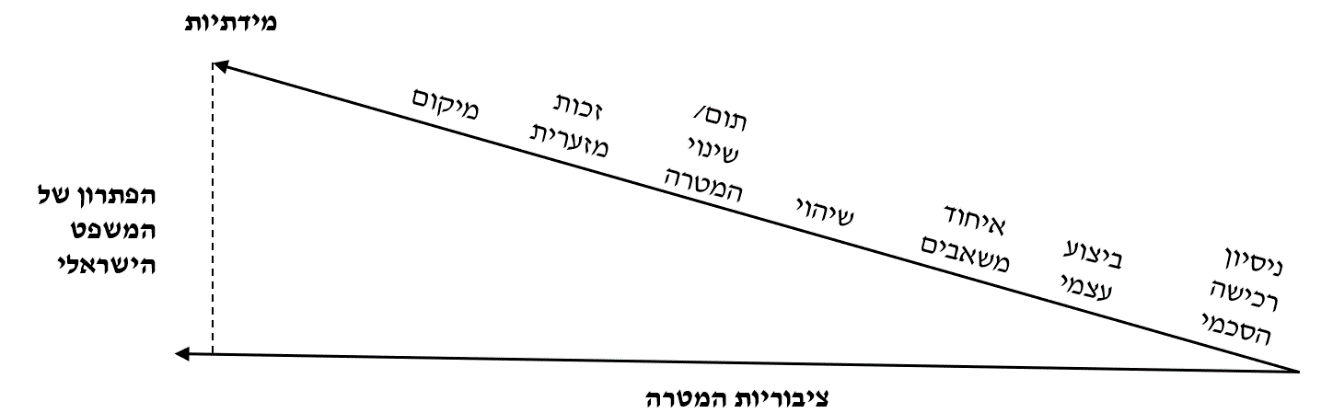 מידתיות
ניסיון
רכישה
הסכמי
ביצוע
עצמי
איחוד
משאבים
שיהוי
תום/
שינוי
המטרה
זכות
מזערית
מיקום
הפתרון של
המשפט
הישראלי
ציבוריות המטרה